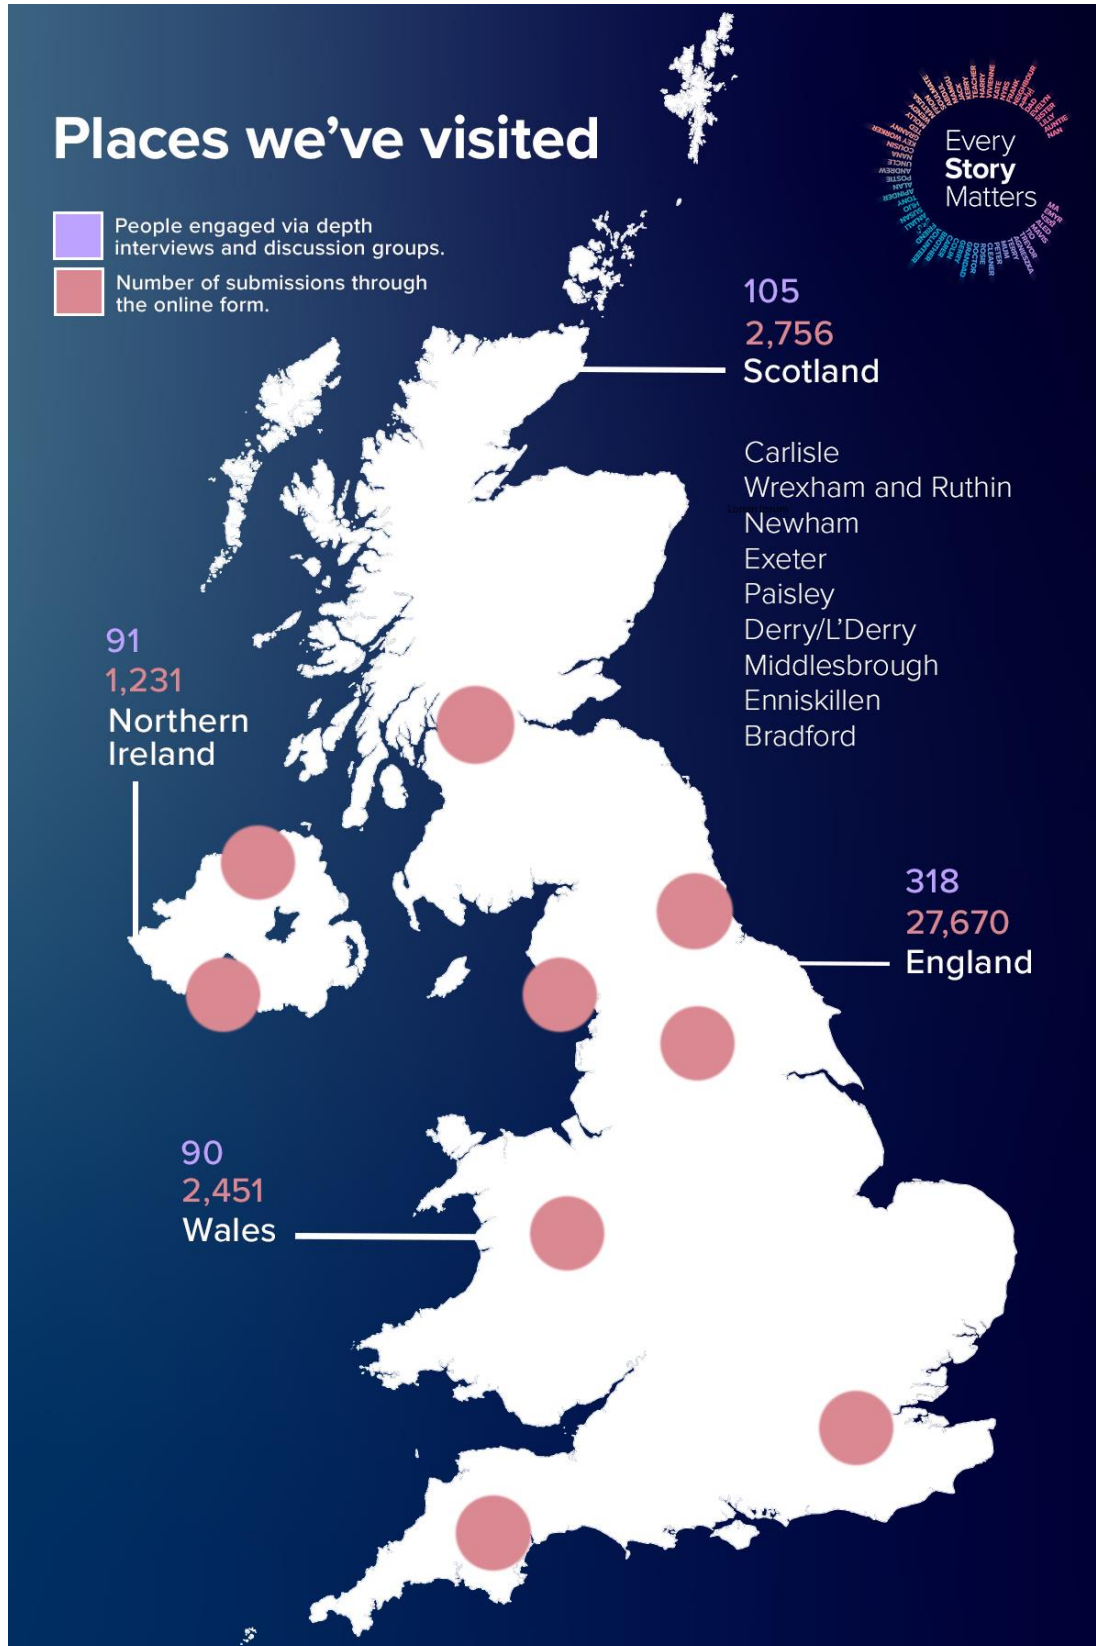 Places we've visited
People engaged via depth
interviews and discussion groups.
Number of submissions through
the online form.
Every
Story
Matters
105
2,756
Scotland
Carlisle
Wrexham and Ruthin
Newham
Exeter
Paisley
Derry/L'Derry
Middlesbrough
Enniskillen
Bradford
91
1,231
Northern
Ireland
318
27,670
England
90
2,451
Wales